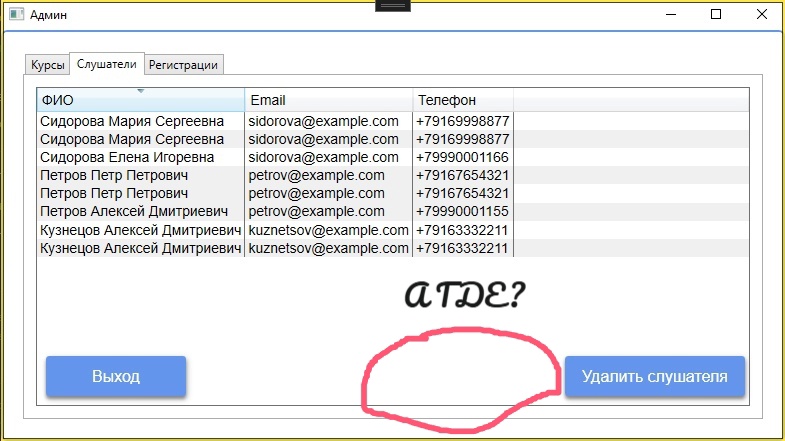 Админ
Курсы Слушатели Регистрации
ФИО Email Телефон
Сидорова Мария Сергеевна sidorova@example.com +79169998877
Сидорова Мария Сергеевна sidorova@example.com +79169998877
Сидорова Елена Игоревна sidorova@example.com +79990001166
Петров Петр Петрович petrov@example.com +79167654321
Петров Петр Петрович petrov@example.com +79167654321
Петров Алексей Дмитриевич petrov@example.com +79990001155
Кузнецов Алексей Дмитриевич kuznetsov@example.com +79163332211
Кузнецов Алексей Дмитриевич kuznetsov@example.com +79163332211
А ГДЕ?
Выход Удалить слушателя